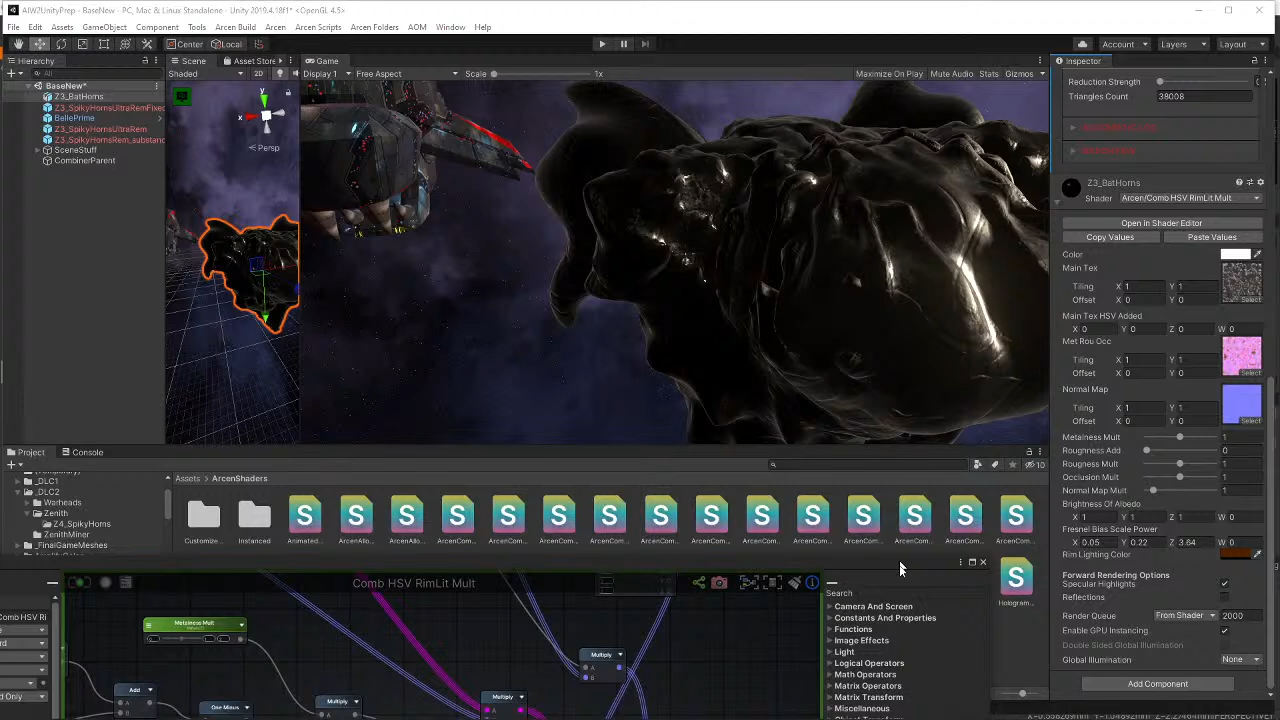 AIW2UnityPrep - BaseNew - PC, Mac & Linux Standalone - Unity 2019.4.18f1* <OpenGL 4.5>
File Edit Assets GameObject Component Tools Arcen Build Arcen Arcen Scripts Arcen Folders AOM Window Help
Center Local Account Layers Layout
Hierarchy Scene Asset Store Game Inspector
All Shaded 2D Display 1 Free Aspect Scale 1x Maximize On Play Mute Audio Stats Gizmos
Reduction Strength
BaseNew*
Z3_BatHorns
Triangles Count 38008
Z3_SpikyHornsUltraRemFixed
BellePrime
Z3_SpikyHornsUltraRem
Z3_SpikyHornsRem_substanc
SceneStuff
CombinerParent
y
x
Persp
Z3_BatHorns
Shader Arcen/Comb HSV RimLit Mult
Open in Shader Editor
Copy Values Paste Values
Color
Main Tex
Tiling X 1 Y 1
Offset X 0 Y 0
Select
Main Tex HSV Added
X 0 Y 0 Z 0 W 0
Met Rou Occ
Tiling X 1 Y 1
Offset X 0 Y 0
Select
Normal Map
Tiling X 1 Y 1
Offset X 0 Y 0
Select
Metalness Mult 1
Roughness Add 0
Rougness Mult 1
Occlusion Mult 1
Normal Map Mult 1
Brightness Of Albedo
X 1 Y 1 Z 1 W 0
Fresnel Bias Scale Power
X 0.05 Y 0.22 Z 3.64 W 0
Rim Lighting Color
Forward Rendering Options
Specular Highlights
Reflections
Render Queue From Shader 2000
Enable GPU Instancing
Double Sided Global Illumination
Global Illumination None
Add Component
Project Console
10
Assets > ArcenShaders
_DLC1
_DLC2
Warheads
Zenith
Z4_SpikyHorns
ZenithMiner
_FinalGameMeshes
Customize... Instanced Animated... ArcenAllo... ArcenAllo... ArcenCom... ArcenCom... ArcenCom... ArcenCom... ArcenCom... ArcenCom... ArcenCom... ArcenCom... ArcenCom... ArcenCom... ArcenCom... ArcenCom...
Hologram...
Comb HSV RimLit Mult
Metalness Mult
Add
A
B
One Minus
Multiply
A
Multiply
A
B
Multiply
A
B
Search
Camera And Screen
Constants And Properties
Functions
Image Effects
Light
Logical Operators
Math Operators
Matrix Operators
Matrix Transform
Miscellaneous